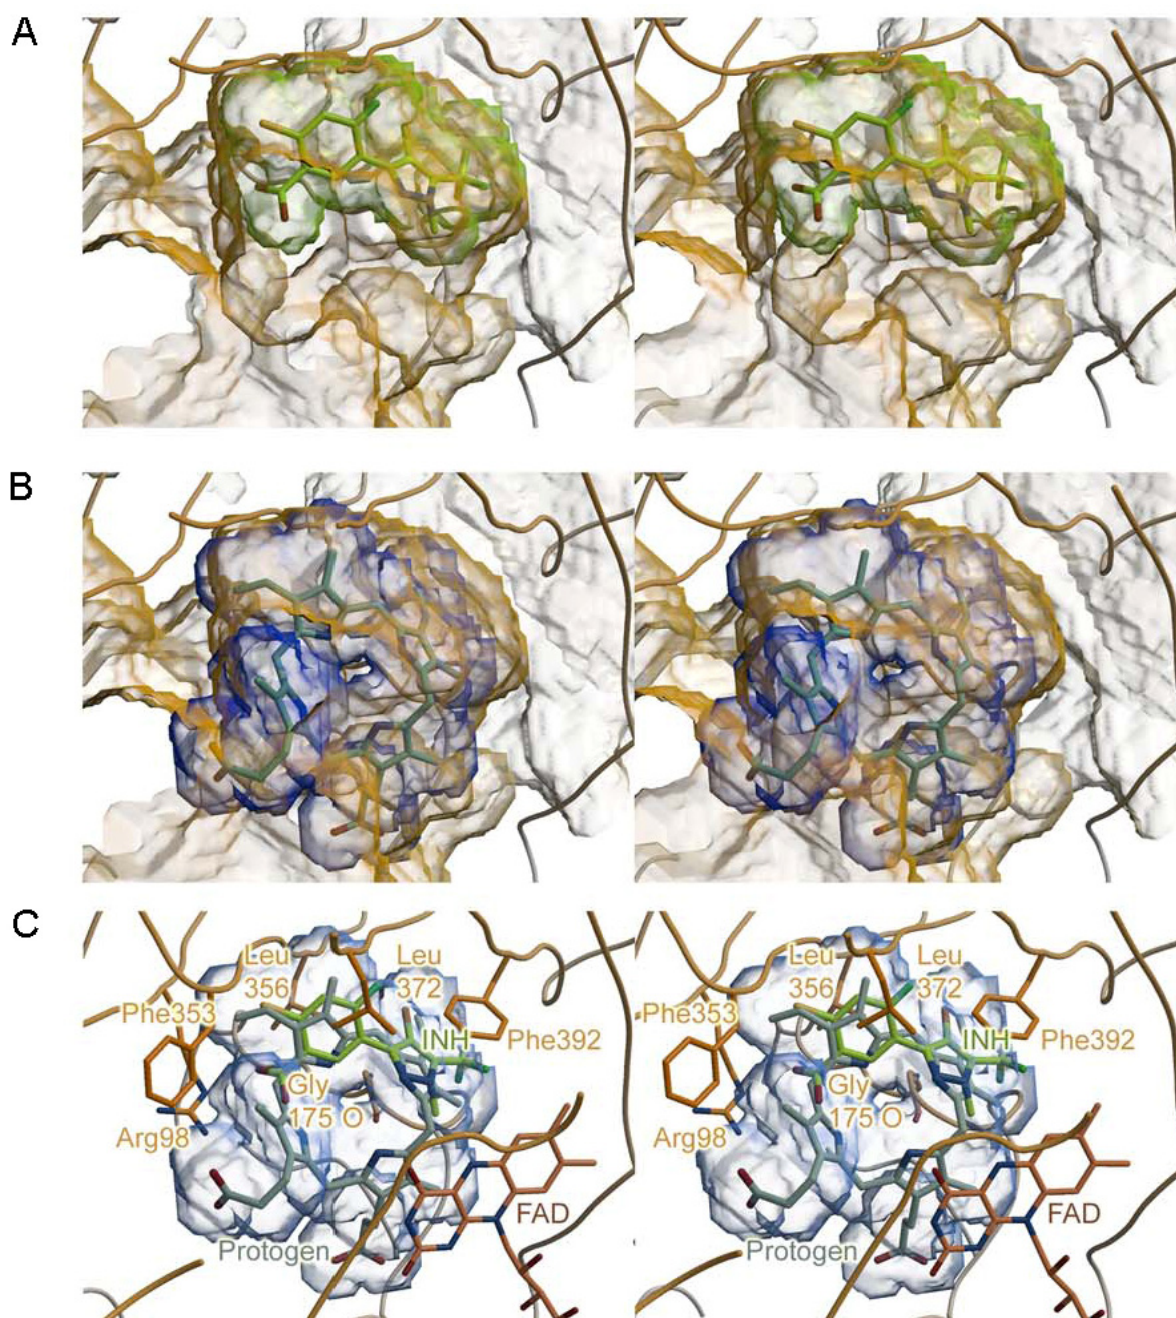 A
B
C
Leu
356
Leu
372
Phe353
INH
Phe392
Gly
175 O
Arg98
FAD
Protogen
Leu
356
Leu
372
Phe353
INH
Phe392
Gly
175 O
Arg98
FAD
Protogen